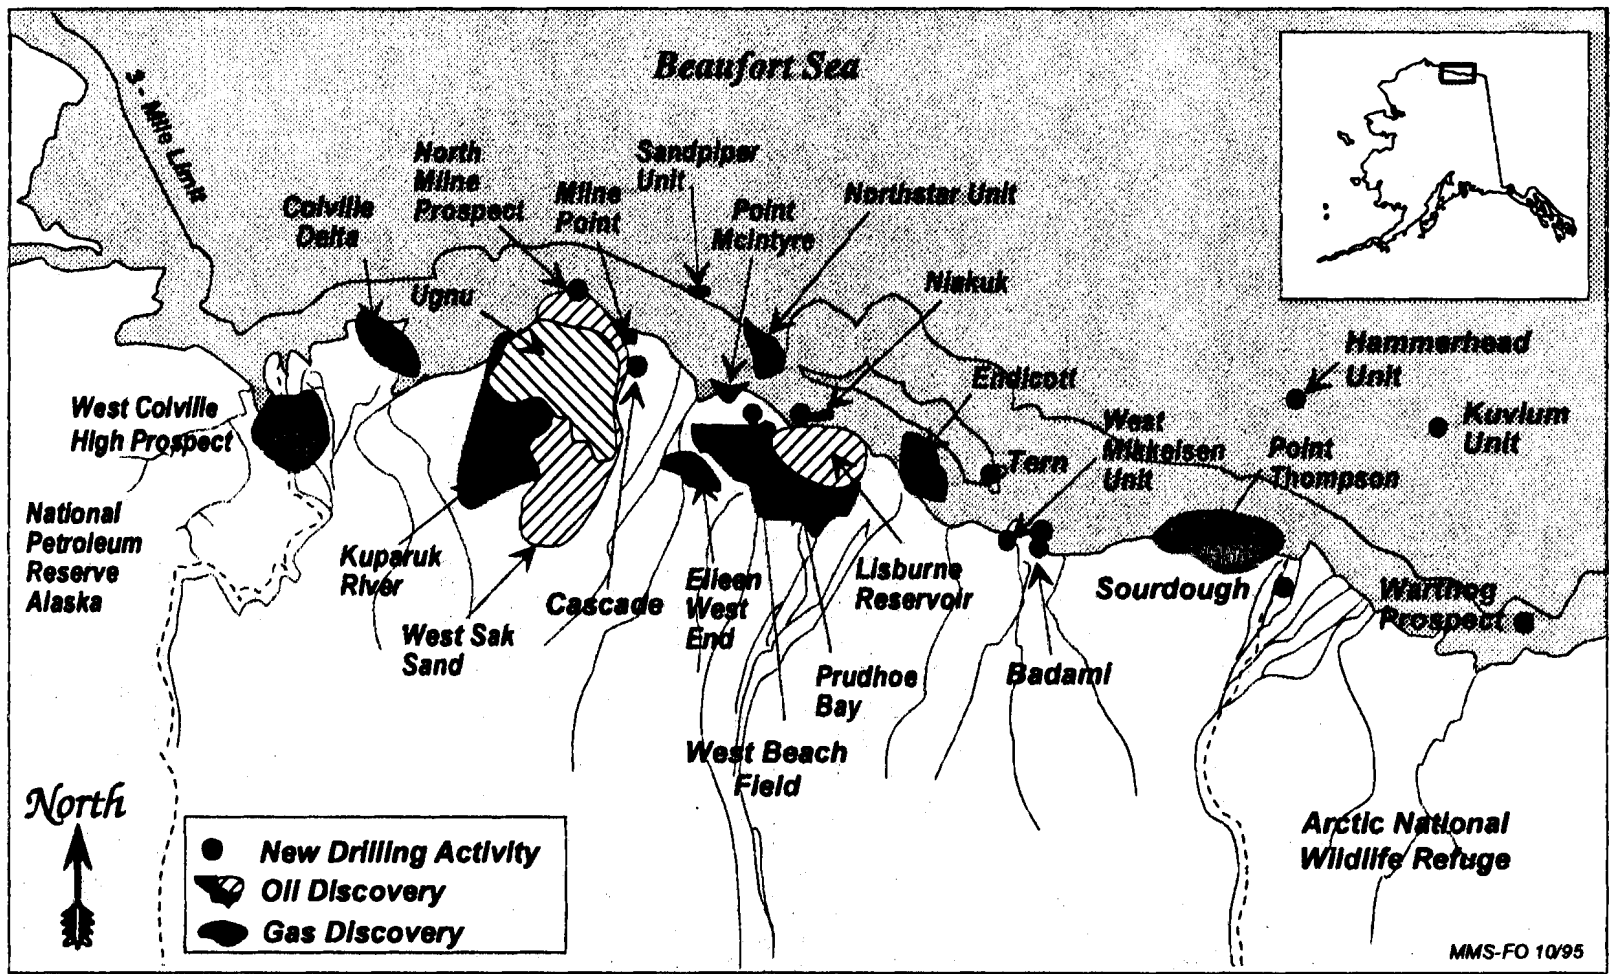 Beaufort Sea
3 - Mile Limit
North
Milne
Prospect
Sandpiper
Unit
Milne
Point
Colville
Delta
Point
McIntyre
Northstar Unit
Ugnu
Niakuk
Hammerhead
Unit
Endicott
West Colville
High Prospect
West
Mikkelsen
Unit
Kuvlum
Unit
Tern
Point
Thompson
National
Petroleum
Reserve
Alaska
Kuparuk
River
Eileen
West
End
Lisburne
Reservoir
Sourdough
Warthog
Prospect
Cascade
West Sak
Sand
Prudhoe
Bay
Badami
West Beach
Field
North
New Drilling Activity
Oil Discovery
Gas Discovery
Arctic National
Wildlife Refuge
MMS-FO 10/95